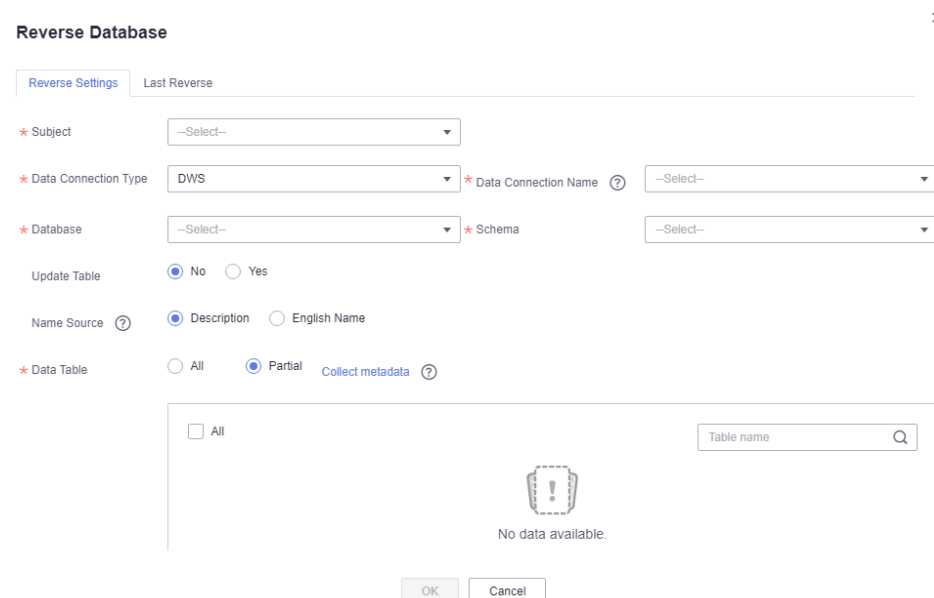 Reverse Database
Reverse Settings Last Reverse
* Subject --Select--
* Data Connection Type DWS * Data Connection Name ? --Select--
* Database --Select-- * Schema --Select--
Update Table No Yes
Name Source ? Description English Name
* Data Table All Partial Collect metadata ?
All Table name
!
No data available.
OK Cancel